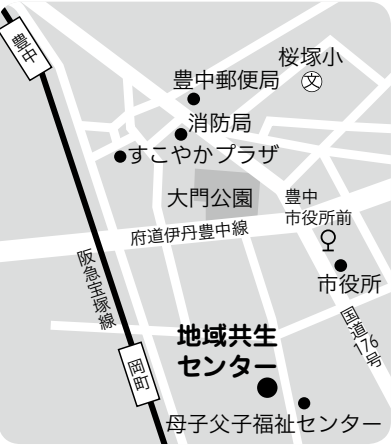 豊中
桜塚小
文
豊中郵便局
消防局
すこやかプラザ
大門公園
豊中
市役所前
府道伊丹豊中線
市役所
阪急宝塚線
国道176号
地域共生
センター
岡町
母子父子福祉センター